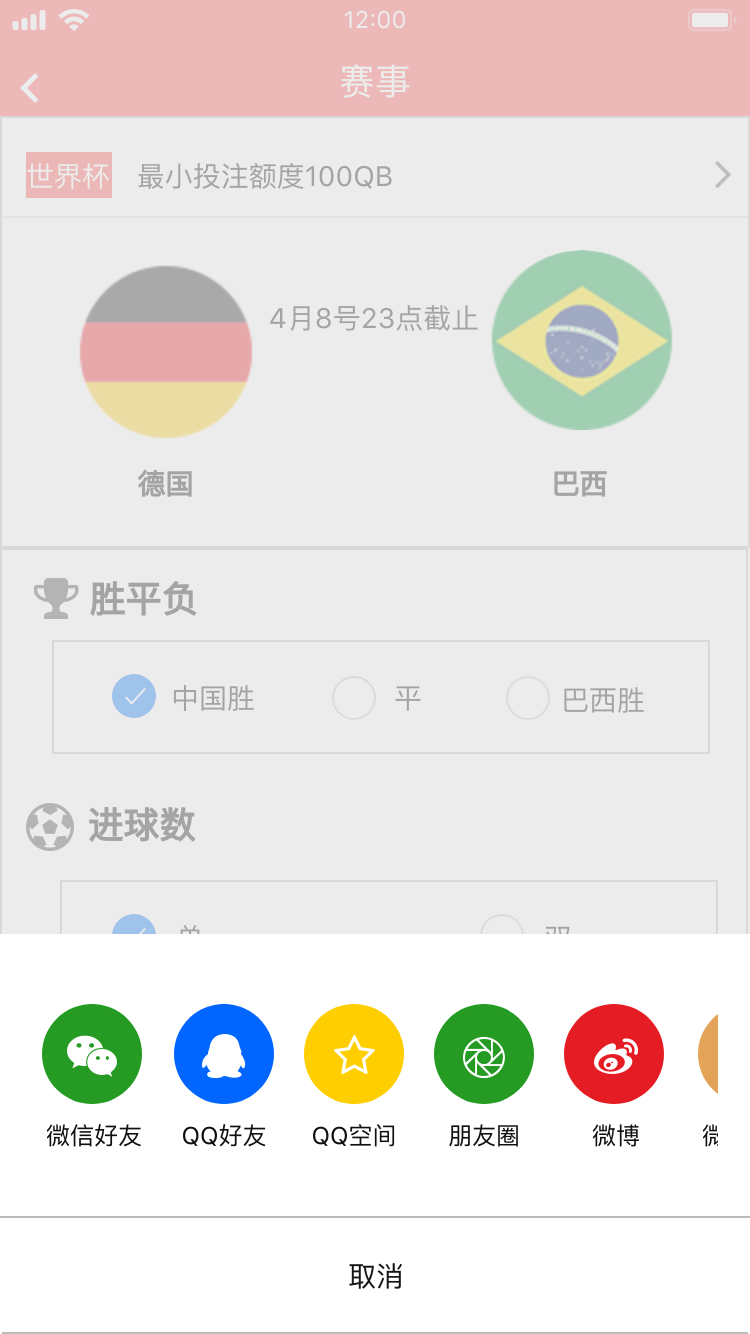 12:00
赛事
世界杯 最小投注额度100QB
4月8号23点截止
德国 巴西
胜平负
中国胜 平 巴西胜
进球数
微信好友 QQ好友 QQ空间 朋友圈 微博
取消